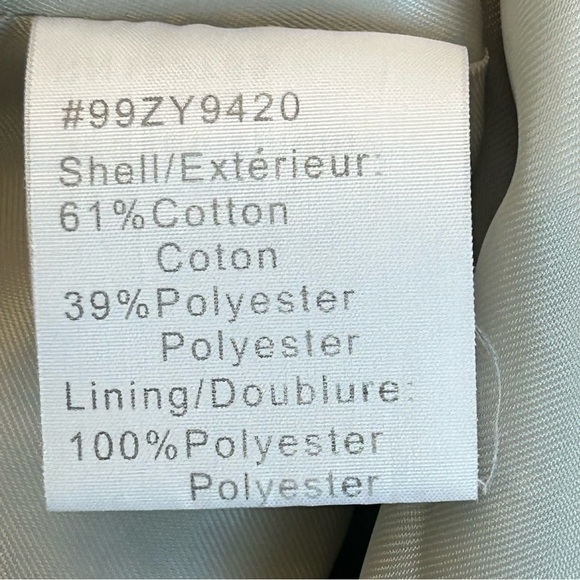 #99ZY9420
Shell/Extérieur:
61%Cotton
Coton
39%Polyester
Polyester
Lining/Doublure:
100%Polyester
Polyester